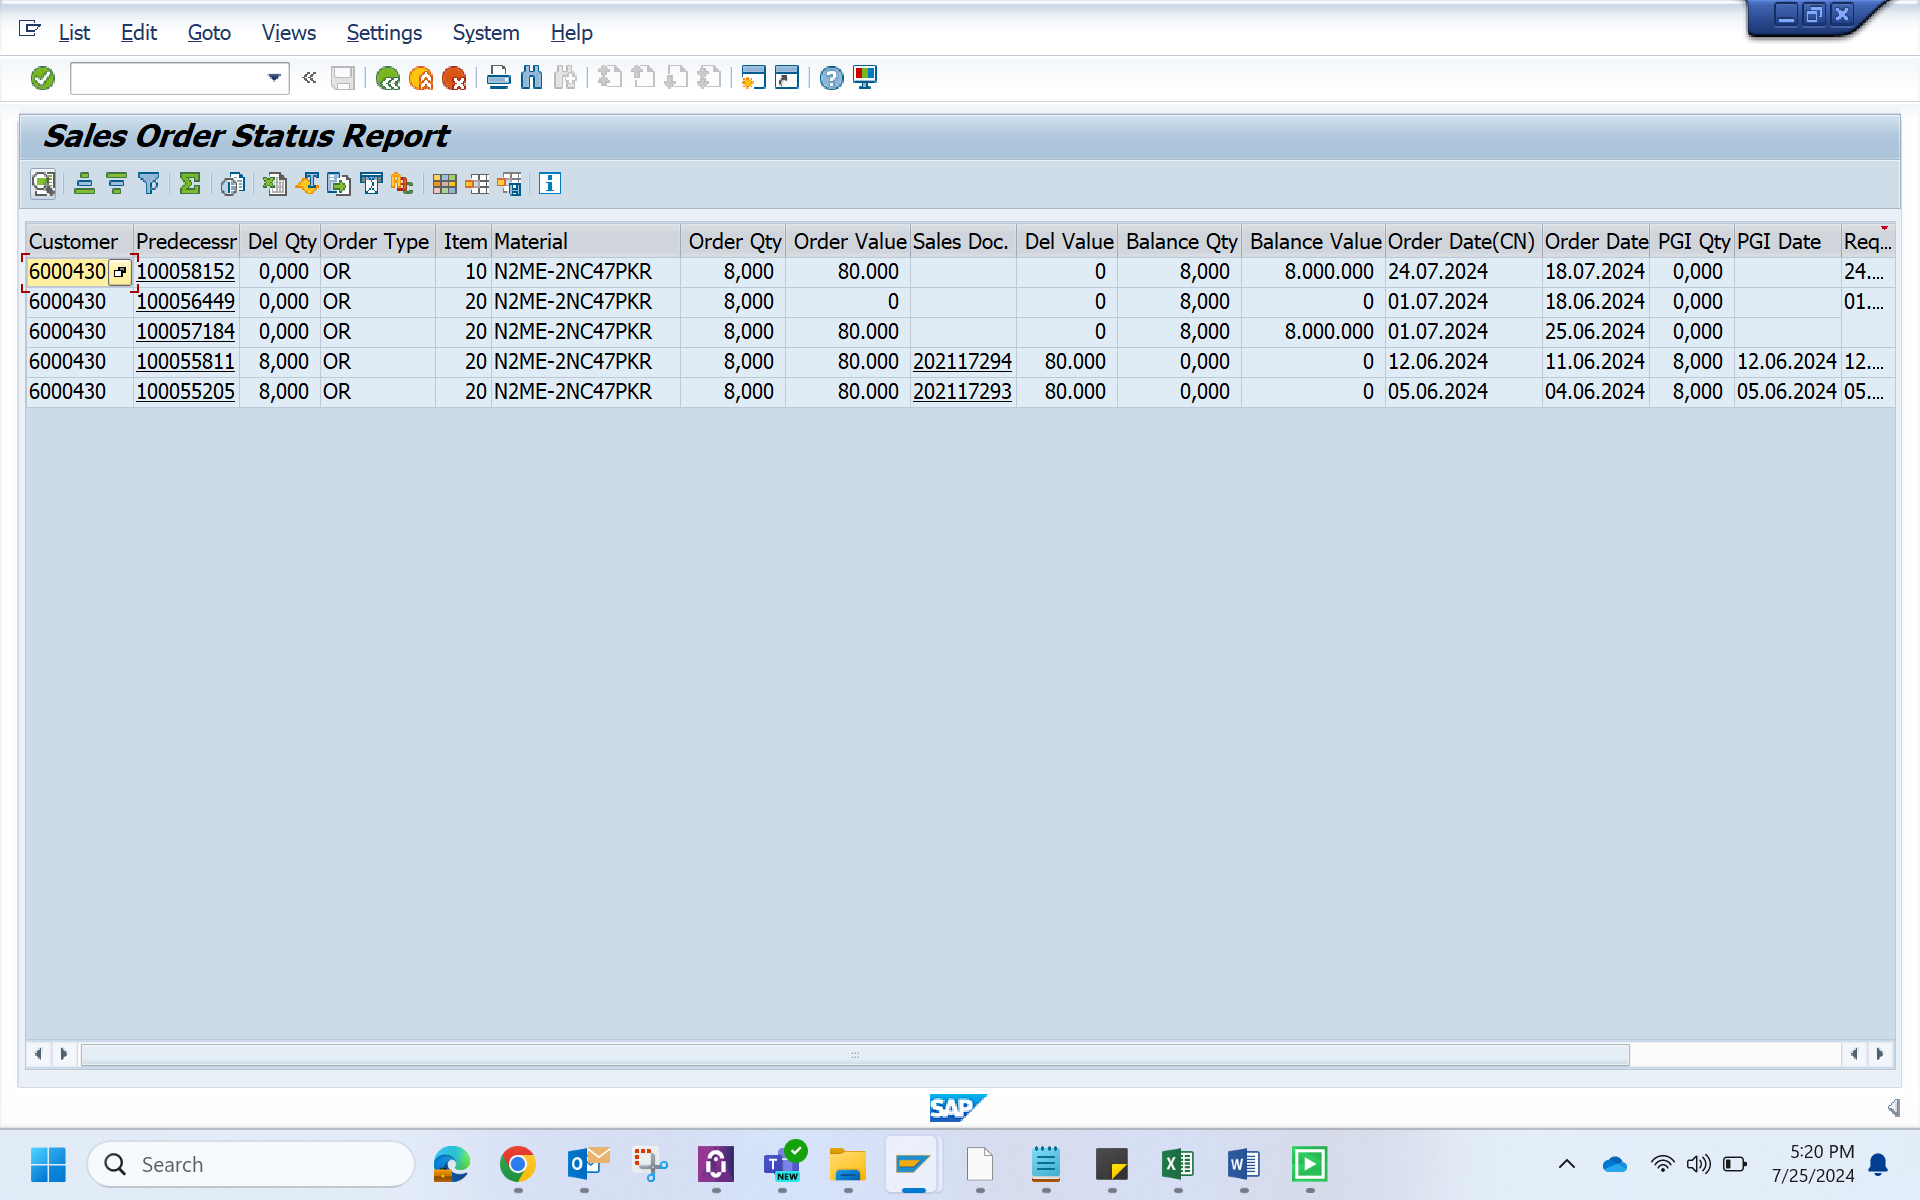 List Edit Goto Views Settings System Help
Sales Order Status Report
Customer Predecessr Del Qty Order Type Item Material Order Qty Order Value Sales Doc. Del Value Balance Qty Balance Value Order Date(CN) Order Date PGI Qty PGI Date Req...
6000430 100058152 0,000 OR 10 N2ME-2NC47PKR 8,000 80.000 0 8,000 8.000.000 24.07.2024 18.07.2024 0,000 24....
6000430 100056449 0,000 OR 20 N2ME-2NC47PKR 8,000 0 0 8,000 0 01.07.2024 18.06.2024 0,000 01....
6000430 100057184 0,000 OR 20 N2ME-2NC47PKR 8,000 80.000 0 8,000 8.000.000 01.07.2024 25.06.2024 0,000
6000430 100055811 8,000 OR 20 N2ME-2NC47PKR 8,000 80.000 202117294 80.000 0,000 0 12.06.2024 11.06.2024 8,000 12.06.2024 12....
6000430 100055205 8,000 OR 20 N2ME-2NC47PKR 8,000 80.000 202117293 80.000 0,000 0 05.06.2024 04.06.2024 8,000 05.06.2024 05....
SAP
Search
NEW
5:20 PM
7/25/2024